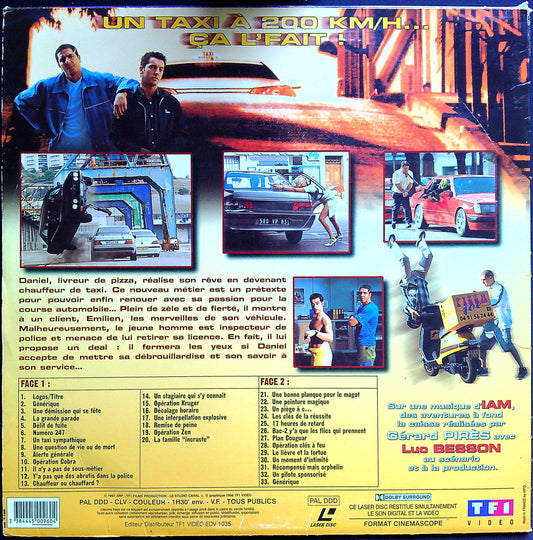 UN TAXI A 200 KM/H...
ÇA L'FAIT !
580 VP 83
PIZZA
JOE
Daniel, livreur de pizza, réalise son rêve en devenant
chauffeur de taxi. Ce nouveau métier est un prétexte
pour pouvoir enfin renouer avec sa passion pour la
course automobile... Plein de zèle et de fierté, il montre
à un client, Emilien, les merveilles de son véhicule.
Malheureusement, le jeune homme est inspecteur de
police et menace de lui retirer sa licence. En fait, il lui
propose un deal : il fermera les yeux si Daniel
accepte de mettre sa débrouillardise et son savoir à
son service...
FACE 1 :
1. Logos/Titre
2. Générique
3. Une démission qui se fête
4. La grande parade
5. Délit de fuite
6. Numéro 247
7. Un taxi sympathique
8. Une question de vie ou de mort
9. Alerte générale
10. Opération Cobra
11. Il n'y a pas de sous-métier
12. Y'a pas que des abrutis dans la police
13. Chauffeur ou chauffard ?
14. Un stagiaire qui s'y connait
15. Opération Kruger
16. Décalage horaire
17. Une interpellation explosive
18. Remise de peine
19. Opération Zen
20. La famille "incruste"
FACE 2 :
21. Une bonne planque pour le magot
22. Une peinture magique
23. Un piège à c....
24. Les clés de la réussite
25. 17 heures de retard
26. Bas-2 y'a que les flics qui prennent
27. Plan Gouguar
28. Opération clés à feu
29. Le lièvre et la tortue
30. Un moment d'infinité
31. Récompensé mais orphelin
32. Un pilote sponsorisé
33. Générique
Sur une musique d'IAM,
des aventures à fond
la caisse réalisées par
Gérard PIRÈS avec
Luc BESSON
au scénario
et à la production.
3 384445 009604
PAL DDD - CLV - COULEUR - 1H30' env. - V.F. - TOUS PUBLICS
Editeur Distributeur TF1 VIDÉO EDV 1035
PAL DDD
LASER DISC
DOLBY SURROUND
CE LASER DISC RESTITUE SIMULTANEMENT
LE SON DIGITAL ET LA VIDEO
FORMAT CINEMASCOPE
TF1
VIDEO